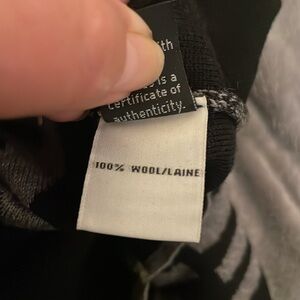 is a
certificate of
authenticity.
100% WOOL/LAINE